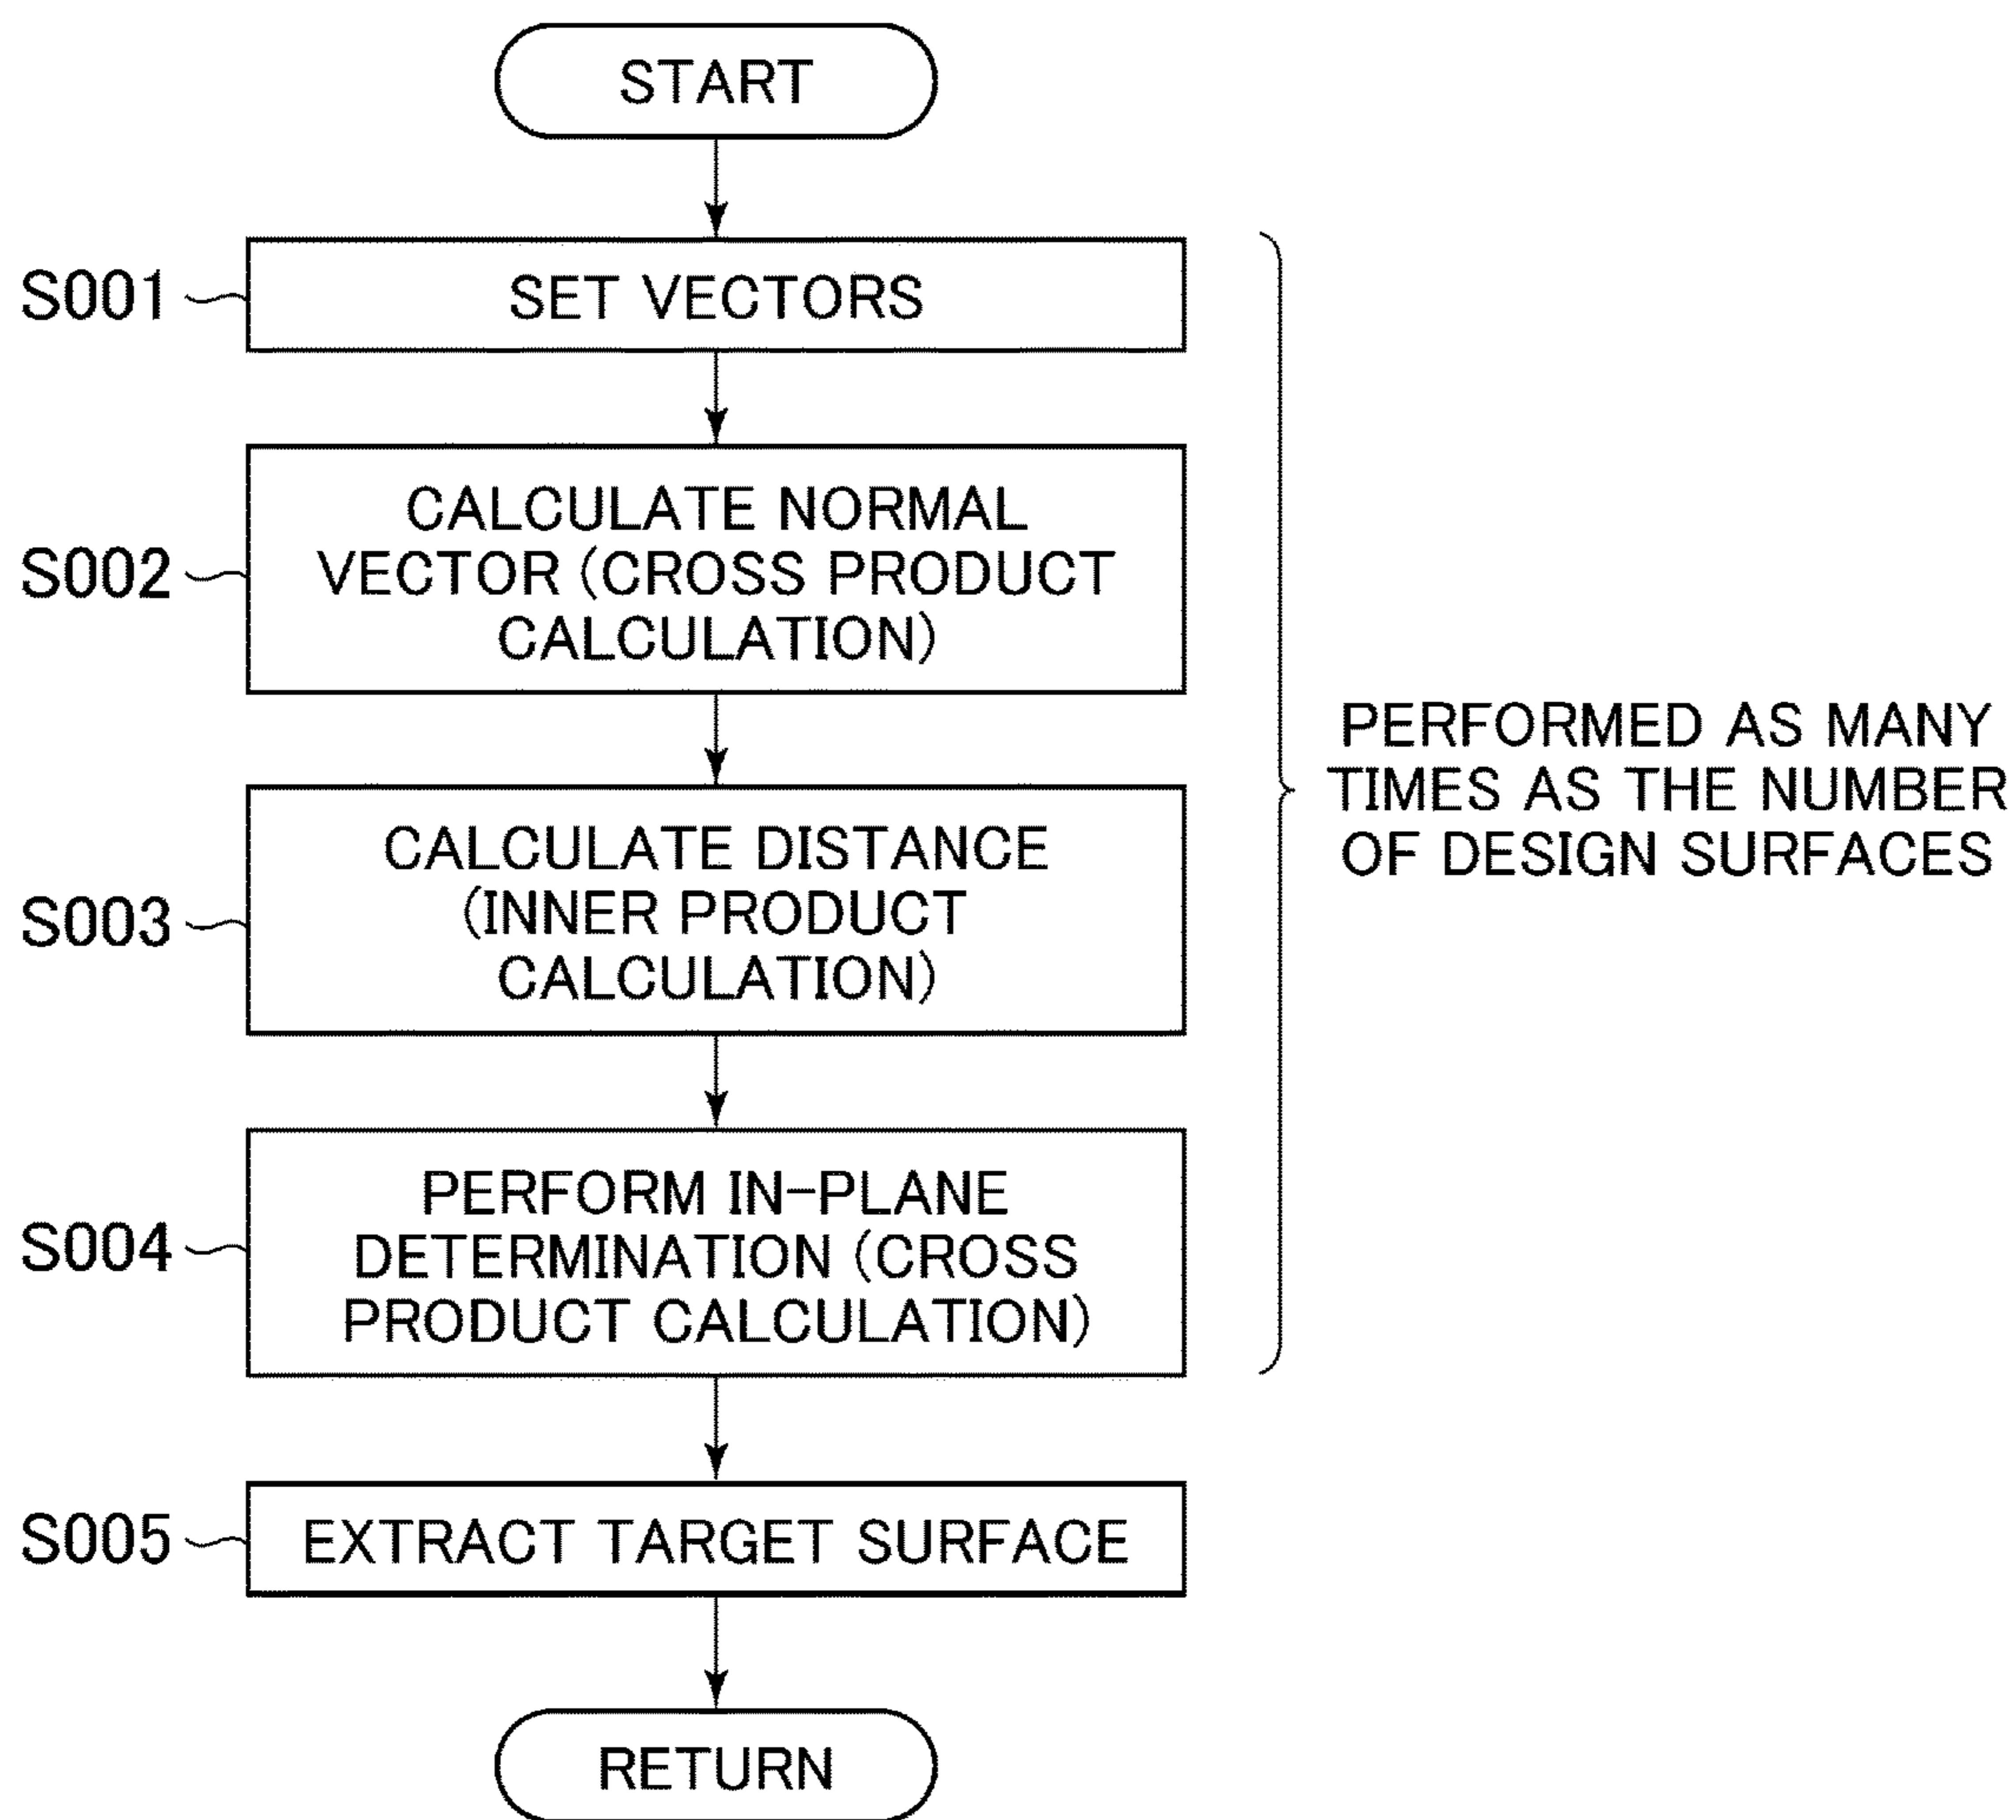 START
S001
SET VECTORS
S002
CALCULATE NORMAL
VECTOR (CROSS PRODUCT
CALCULATION)
S003
CALCULATE DISTANCE
(INNER PRODUCT
CALCULATION)
S004
PERFORM IN-PLANE
DETERMINATION (CROSS
PRODUCT CALCULATION)
PERFORMED AS MANY
TIMES AS THE NUMBER
OF DESIGN SURFACES
S005
EXTRACT TARGET SURFACE
RETURN